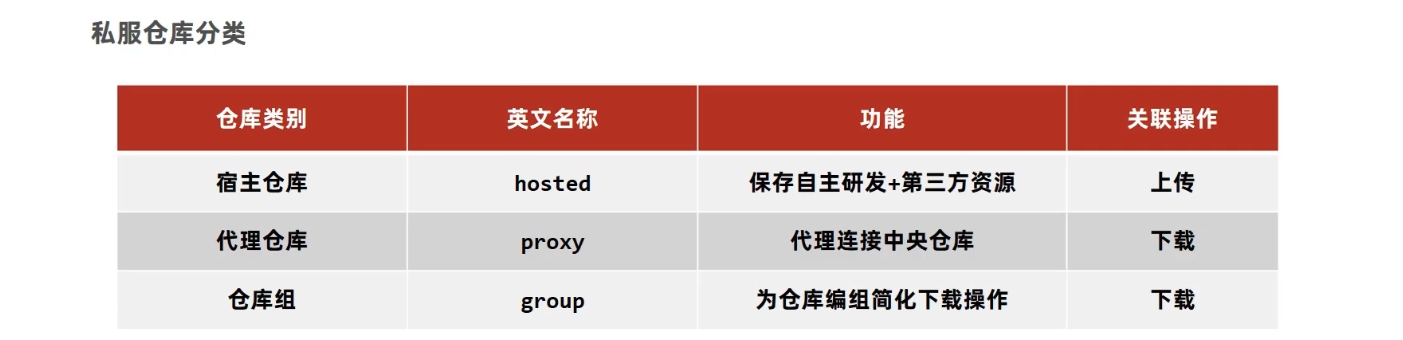 私服仓库分类
仓库类别 英文名称 功能 关联操作
宿主仓库 hosted 保存自主研发+第三方资源 上传
代理仓库 proxy 代理连接中央仓库 下载
仓库组 group 为仓库编组简化下载操作 下载